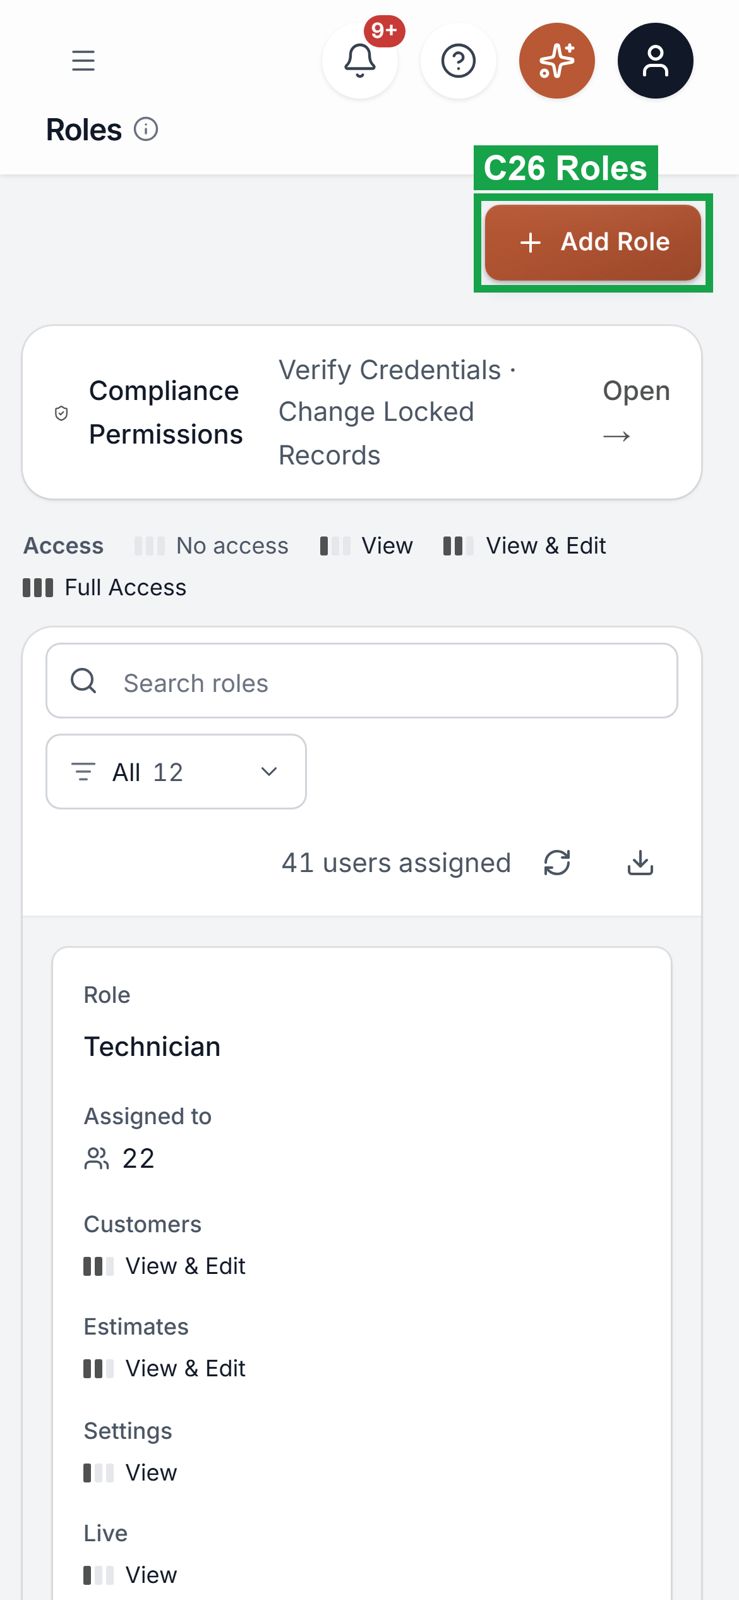 9+
Roles
C26 Roles
+ Add Role
Compliance Permissions
Verify Credentials ·
Change Locked
Records
Open →
Access No access View View & Edit
Full Access
Search roles
All 12
41 users assigned
Role
Technician
Assigned to
22
Customers
View & Edit
Estimates
View & Edit
Settings
View
Live
View